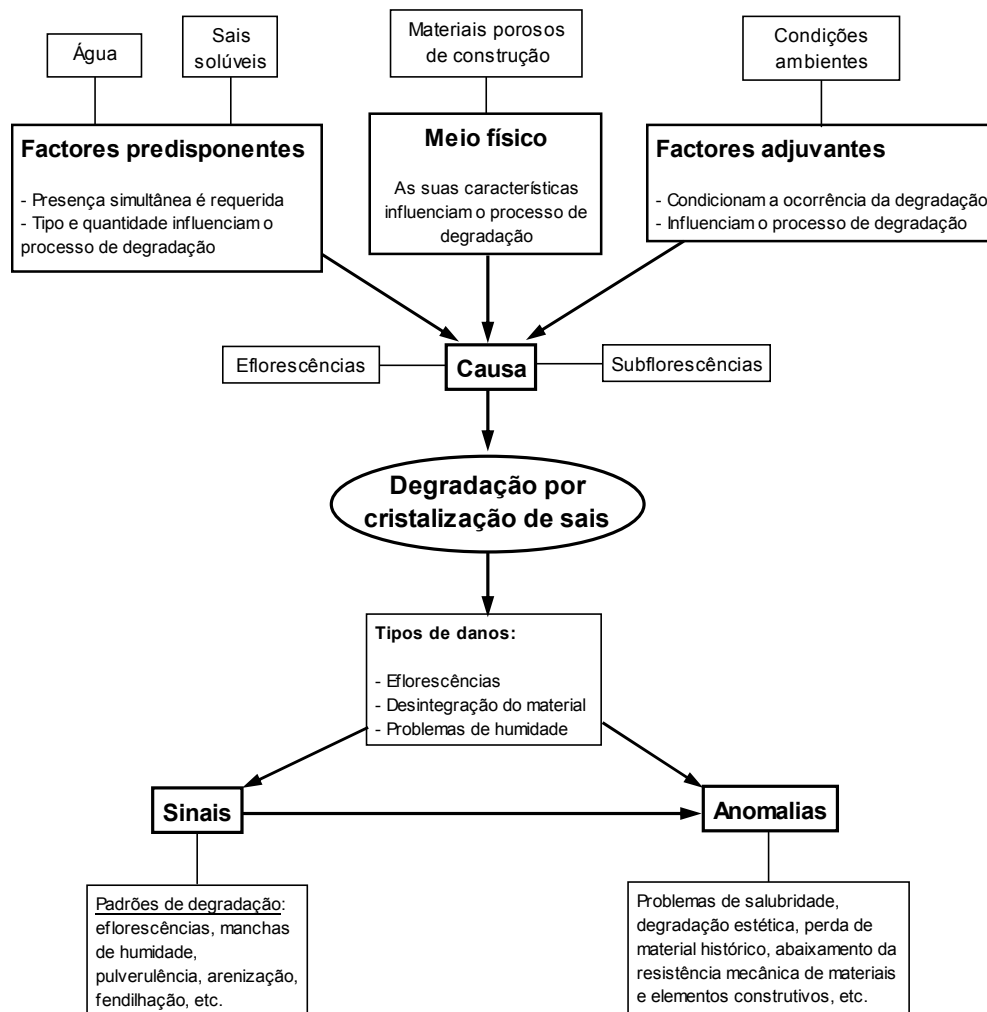 Água
Sais
solúveis
Materiais porosos
de construção
Condições
ambientes
Factores predisponentes
- Presença simultânea é requerida
- Tipo e quantidade influenciam o
processo de degradação
Meio físico
As suas características
influenciam o processo de
degradação
Factores adjuvantes
- Condicionam a ocorrência da degradação
- Influenciam o processo de degradação
Eflorescências
Causa
Subflorescências
Degradação por
cristalização de sais
Tipos de danos:
- Eflorescências
- Desintegração do material
- Problemas de humidade
Sinais
Anomalias
Padrões de degradação:
eflorescências, manchas
de humidade,
pulverulência, arenização,
fendilhação, etc.
Problemas de salubridade,
degradação estética, perda de
material histórico, abaixamento da
resistência mecânica de materiais
e elementos construtivos, etc.